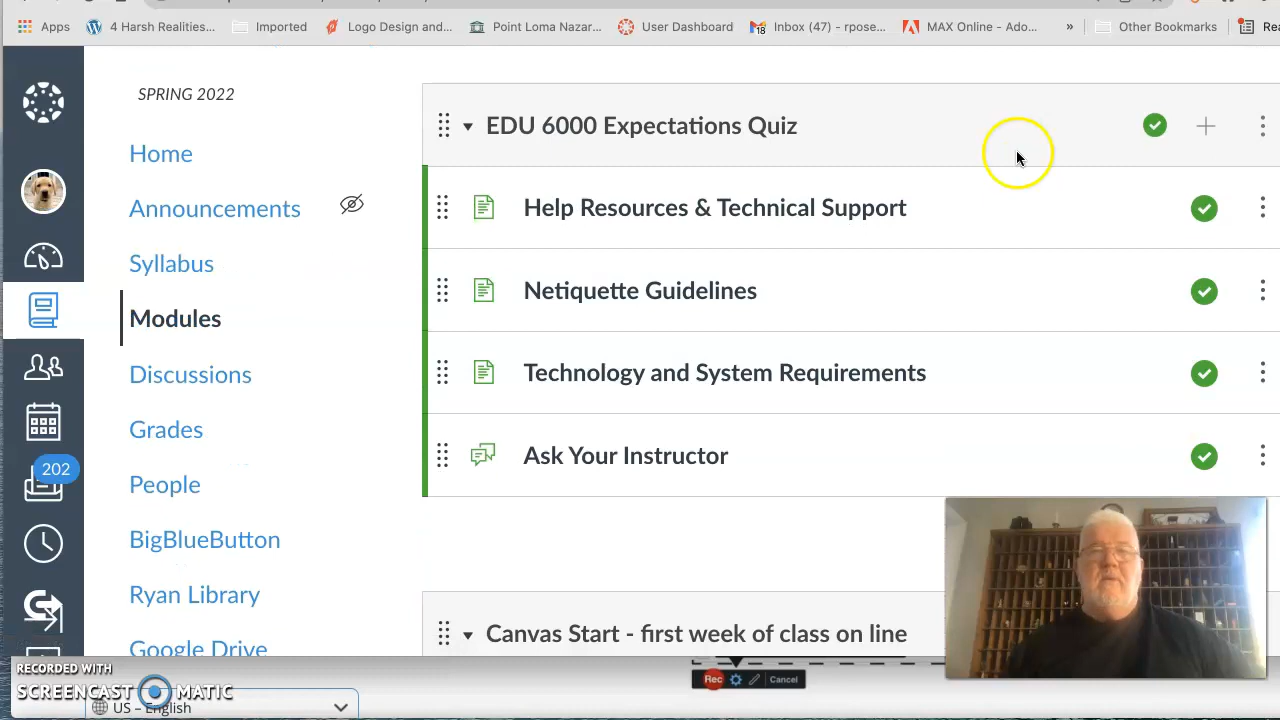 Apps
4 Harsh Realities...
Imported
Logo Design and...
Point Loma Nazar...
User Dashboard
18
Inbox (47) - rpose...
MAX Online - Ado...
»
Other Bookmarks
SPRING 2022
Home
Announcements
Syllabus
Modules
Discussions
Grades
People
BigBlueButton
Ryan Library
Google Drive
202
EDU 6000 Expectations Quiz
Help Resources & Technical Support
Netiquette Guidelines
Technology and System Requirements
Ask Your Instructor
Canvas Start - first week of class on line
RECORDED WITH
SCREENCAST MATIC
US – English
Rec
Cancel